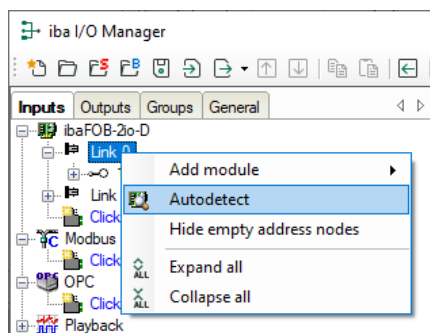 iba I/O Manager
Inputs Outputs Groups General
ibaFOB-2io-D
Link 0
Add module
Autodetect
Link
Click
Hide empty address nodes
Modbus
Click
Expand all
OPC
Click
Collapse all
Playback